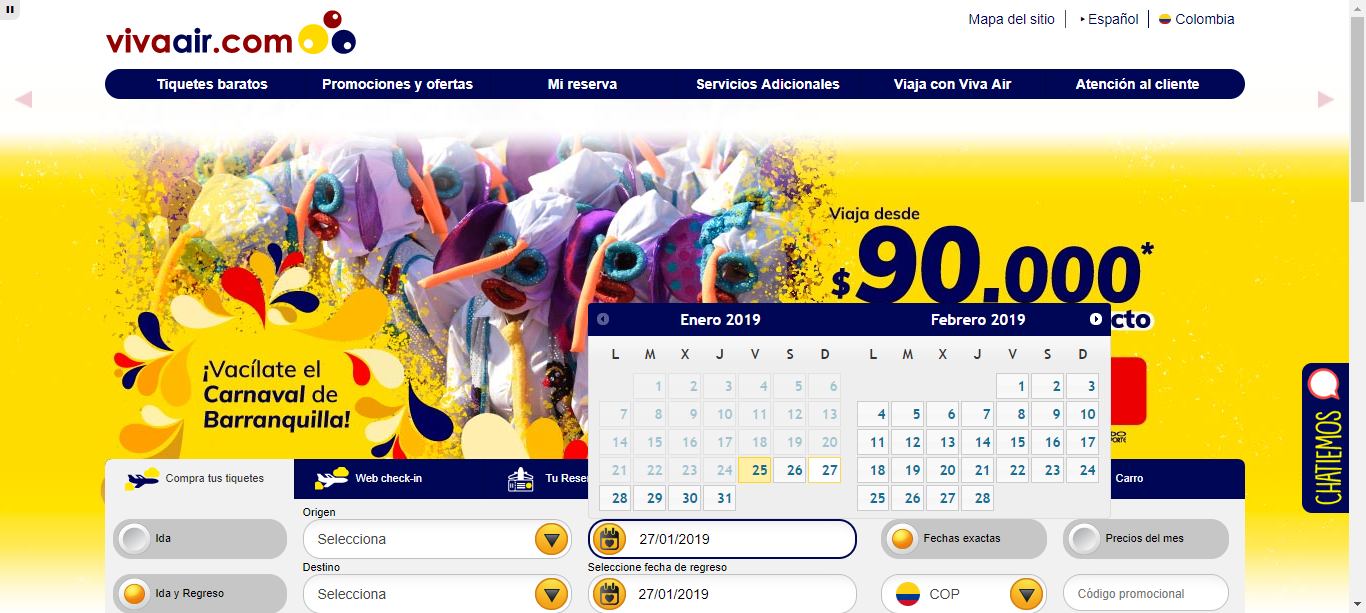 Mapa del sitio
Español
Colombia
vivaair.com
Tiquetes baratos
Promociones y ofertas
Mi reserva
Servicios Adicionales
Viaja con Viva Air
Atención al cliente
Viaja desde
$90.000*
cto
¡Vacílate el
Carnaval de
Barranquilla!
Enero 2019
L M X J V S D
1 2 3 4 5 6
7 8 9 10 11 12 13
14 15 16 17 18 19 20
21 22 23 24 25 26 27
28 29 30 31
Febrero 2019
L M X J V S D
1 2 3
4 5 6 7 8 9 10
11 12 13 14 15 16 17
18 19 20 21 22 23 24
25 26 27 28
CHATIEMOS
Compra tus tiquetes
Web check-in
Tu Rese
Carro
Origen
Ida
Selecciona
27/01/2019
Fechas exactas
Precios del mes
Destino
Seleccione fecha de regreso
Ida y Regreso
Selecciona
27/01/2019
COP
Código promocional